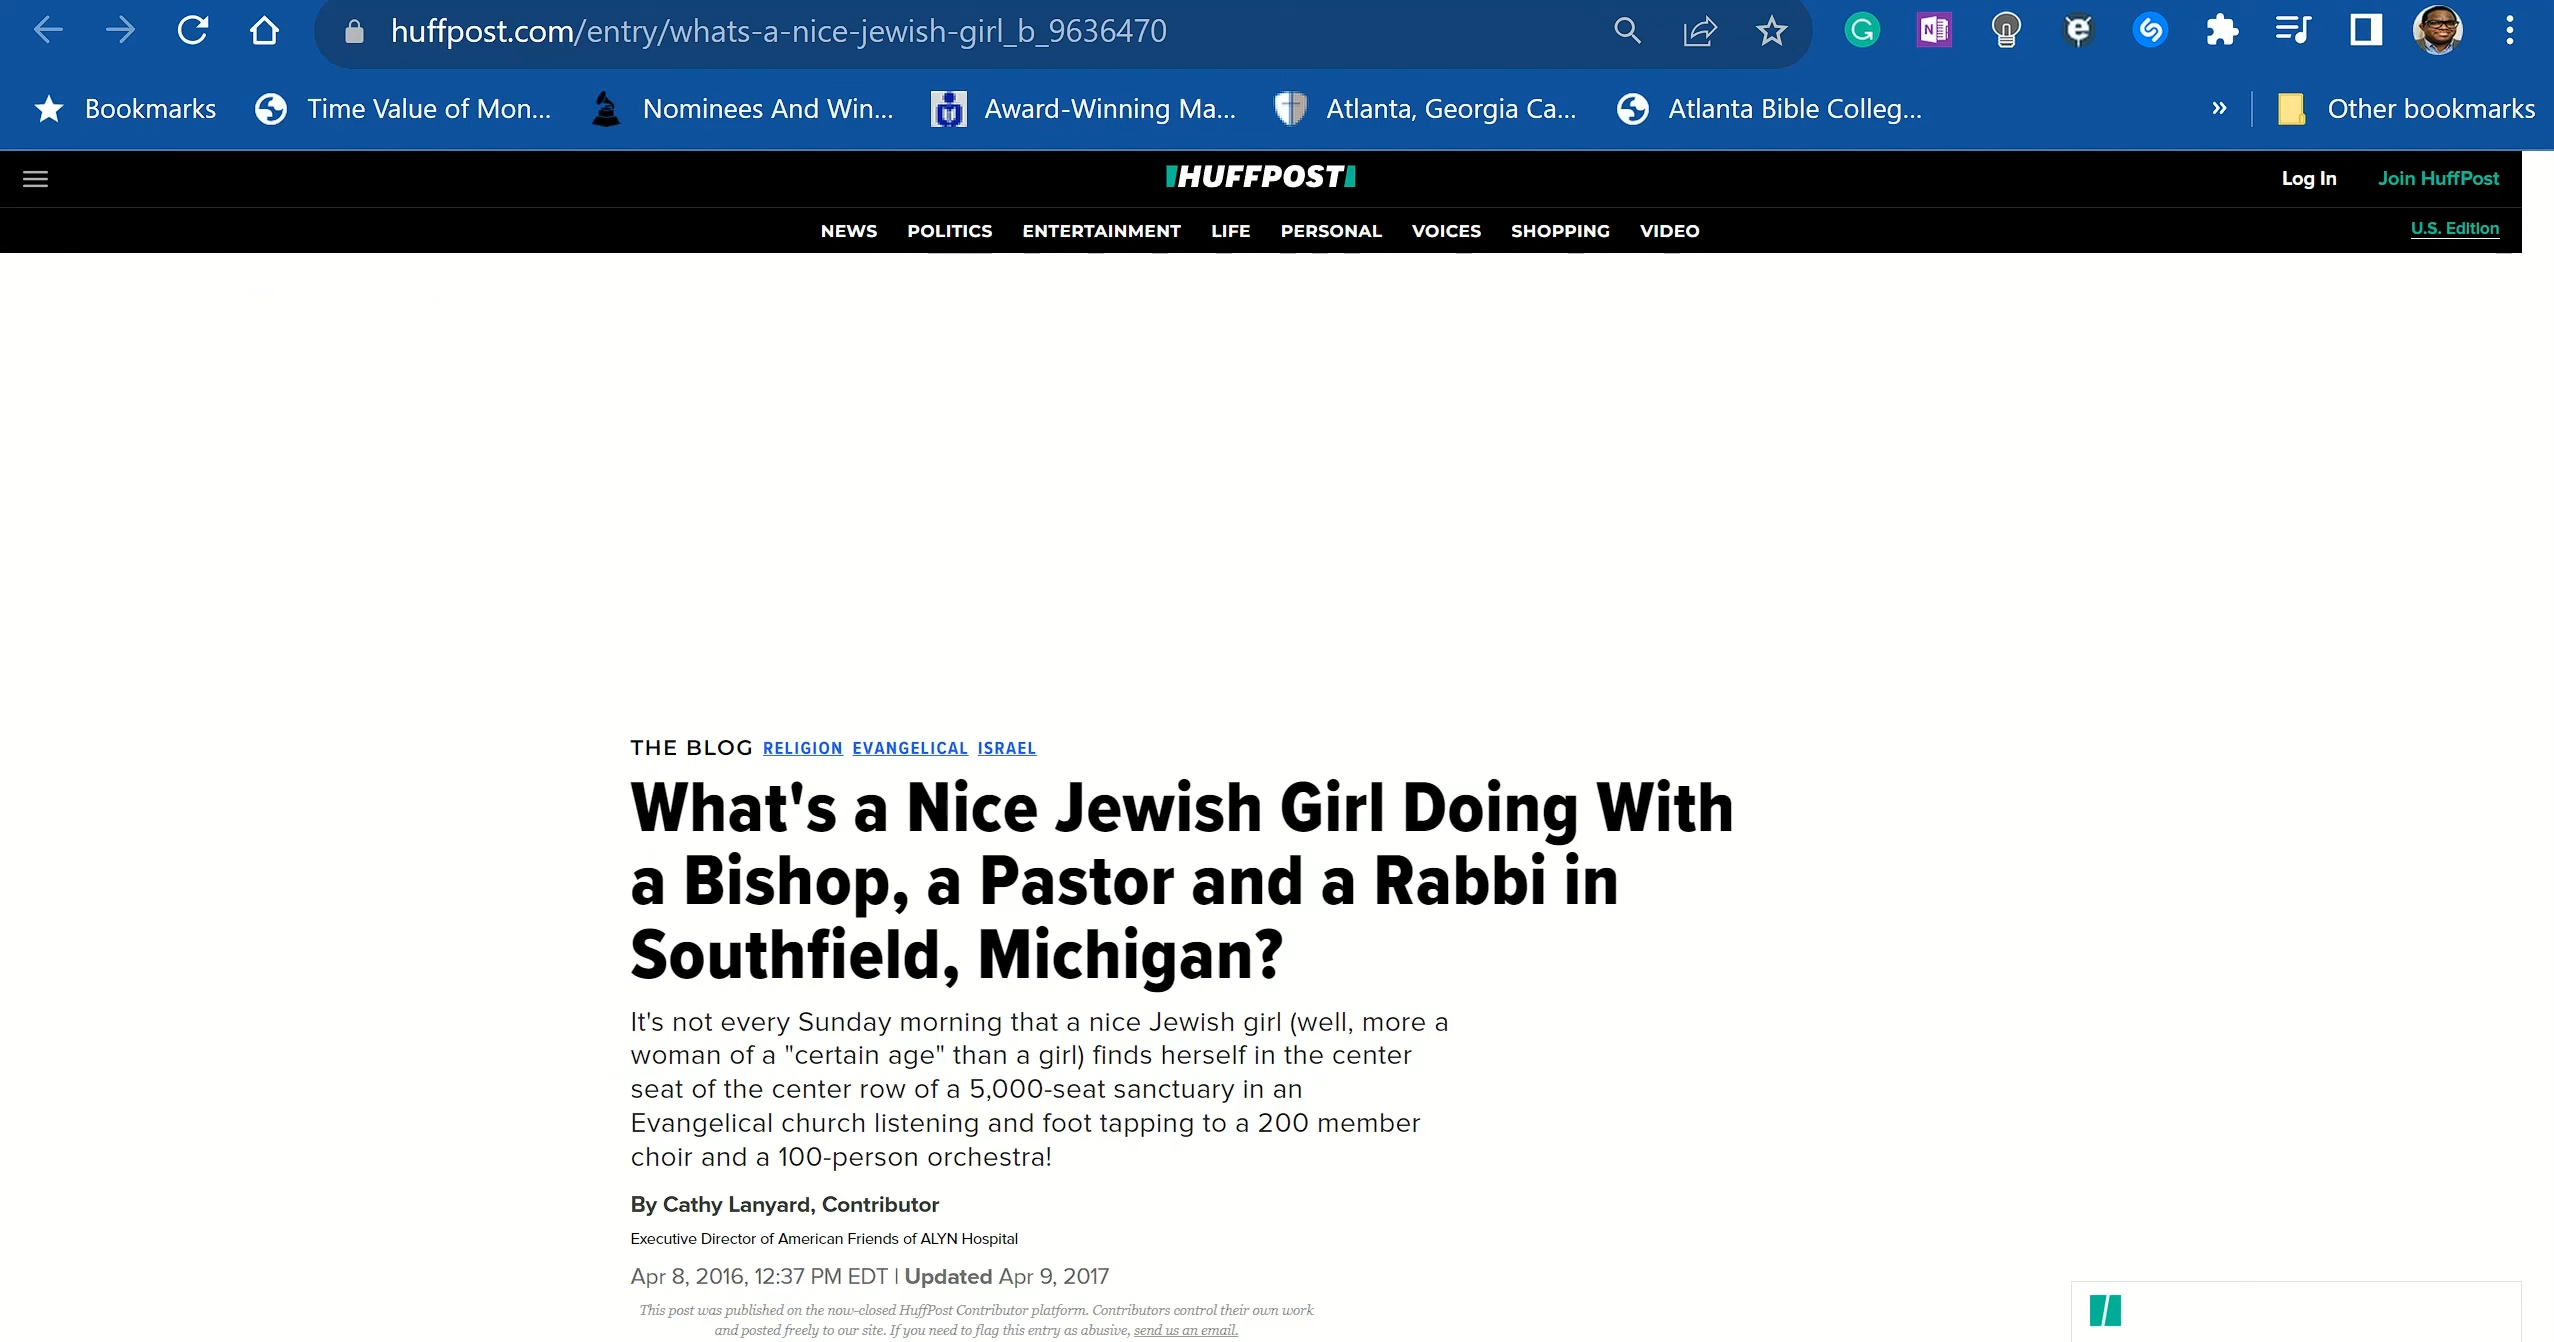 huffpost.com/entry/whats-a-nice-jewish-girl_b_9636470
Bookmarks Time Value of Mon... Nominees And Win... Award-Winning Ma... Atlanta, Georgia Ca... Atlanta Bible Colleg... » Other bookmarks
HUFFPOST Log In Join HuffPost
NEWS POLITICS ENTERTAINMENT LIFE PERSONAL VOICES SHOPPING VIDEO U.S. Edition
THE BLOG RELIGION EVANGELICAL ISRAEL
What's a Nice Jewish Girl Doing With
a Bishop, a Pastor and a Rabbi in
Southfield, Michigan?
It's not every Sunday morning that a nice Jewish girl (well, more a
woman of a "certain age" than a girl) finds herself in the center
seat of the center row of a 5,000-seat sanctuary in an
Evangelical church listening and foot tapping to a 200 member
choir and a 100-person orchestra!
By Cathy Lanyard, Contributor
Executive Director of American Friends of ALYN Hospital
Apr 8, 2016, 12:37 PM EDT | Updated Apr 9, 2017
This post was published on the now-closed HuffPost Contributor platform. Contributors control their own work
and posted freely to our site. If you need to flag this entry as abusive, send us an email.